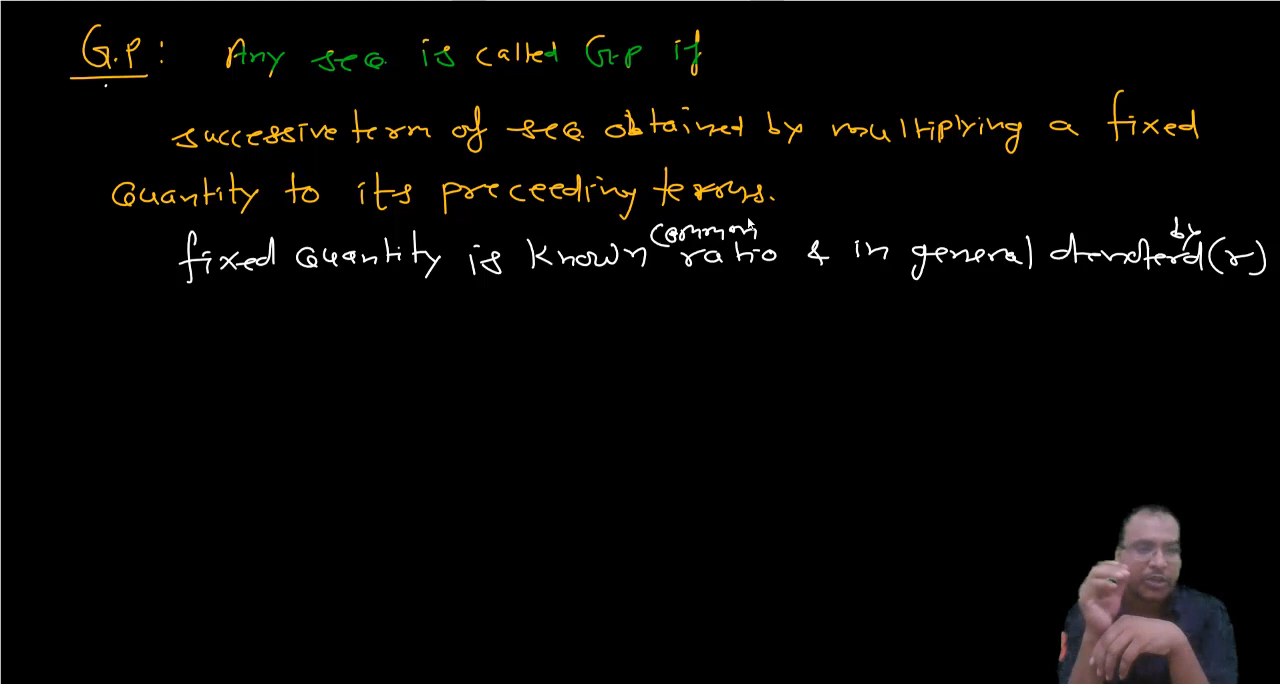 G.P : Any seq. is called G.P if
successive term of seq. obtained by multiplying a fixed
quantity to its preceeding terms.
fixed quantity is known common ratio & in general by (r)